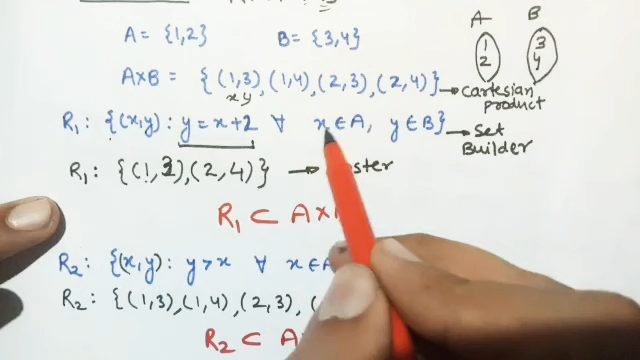 A = {1,2} B = {3,4}
A B
1 3
2 4
A×B = {(1,3),(1,4),(2,3),(2,4)} → Cartesian product
x y
R₁: {(x,y): y=x+2 ∀ x∈A, y∈B} → Set Builder
R₁: {(1,3),(2,4)} →
R₁ ⊂ A×
R₂: {(x,y): y>x ∀ x∈A
R₂: {(1,3),(1,4),(2,3),(
R₂ ⊂ A